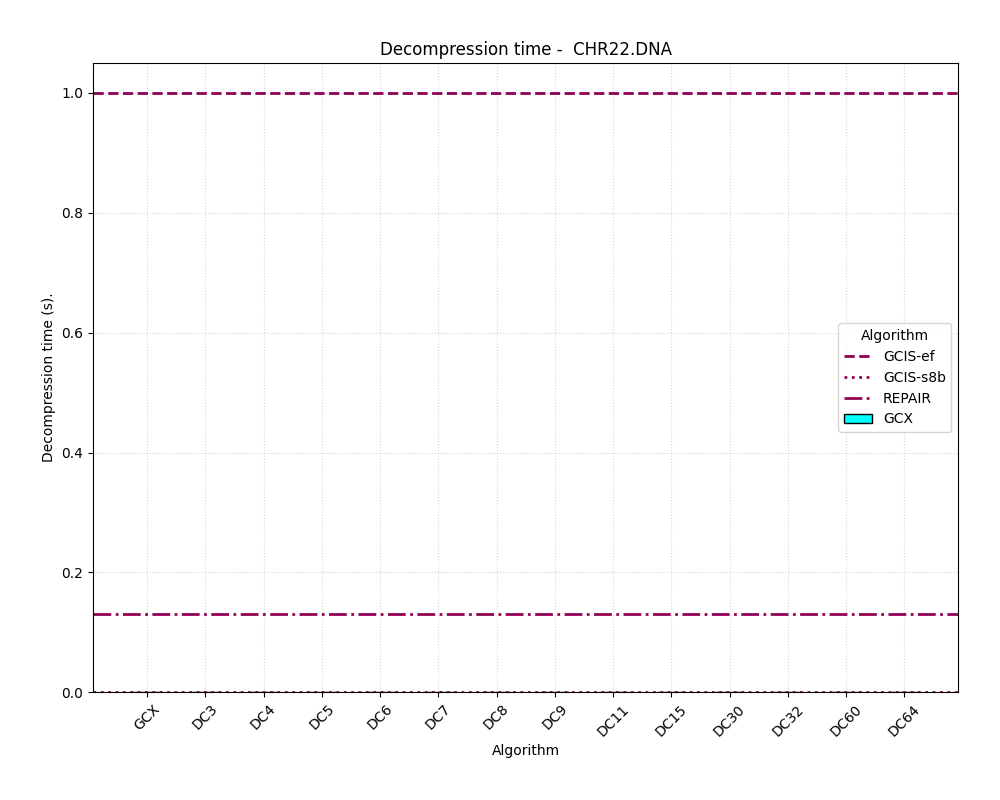 Decompression time -  CHR22.DNA
Decompression time (s).
1.0
0.8
0.6
0.4
0.2
0.0
Algorithm
GCIS-ef
GCIS-s8b
REPAIR
GCX
GCX
DC3
DC4
DC5
DC6
DC7
DC8
DC9
DC11
DC15
DC30
DC32
DC60
DC64
Algorithm